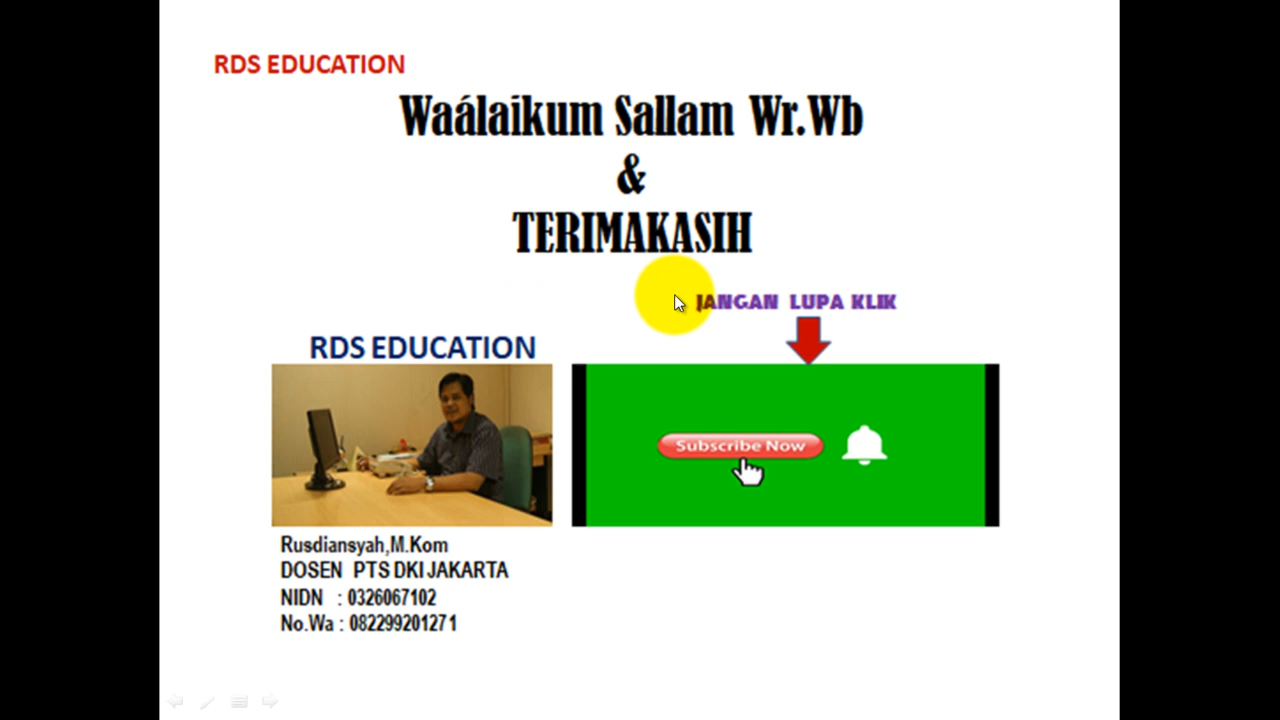 RDS EDUCATION
Waálaikum Sallam Wr.Wb
&
TERIMAKASIH
JANGAN LUPA KLIK
RDS EDUCATION
Subscribe Now
Rusdiansyah,M.Kom
DOSEN PTS DKI JAKARTA
NIDN : 0326067102
No.Wa : 082299201271